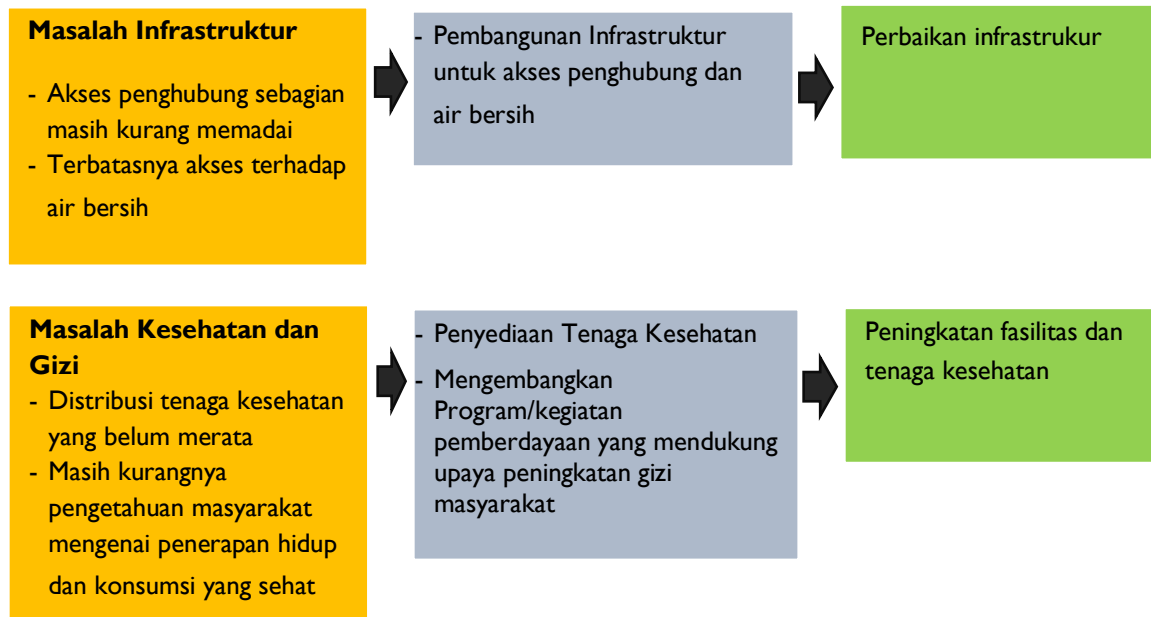 Masalah Infrastruktur
- Akses penghubung sebagian
masih kurang memadai
- Terbatasnya akses terhadap
air bersih
- Pembangunan Infrastruktur
untuk akses penghubung dan
air bersih
Perbaikan infrastrukur
Masalah Kesehatan dan
Gizi
- Distribusi tenaga kesehatan
yang belum merata
- Masih kurangnya
pengetahuan masyarakat
mengenai penerapan hidup
dan konsumsi yang sehat
- Penyediaan Tenaga Kesehatan
- Mengembangkan
Program/kegiatan
pemberdayaan yang mendukung
upaya peningkatan gizi
masyarakat
Peningkatan fasilitas dan
tenaga kesehatan